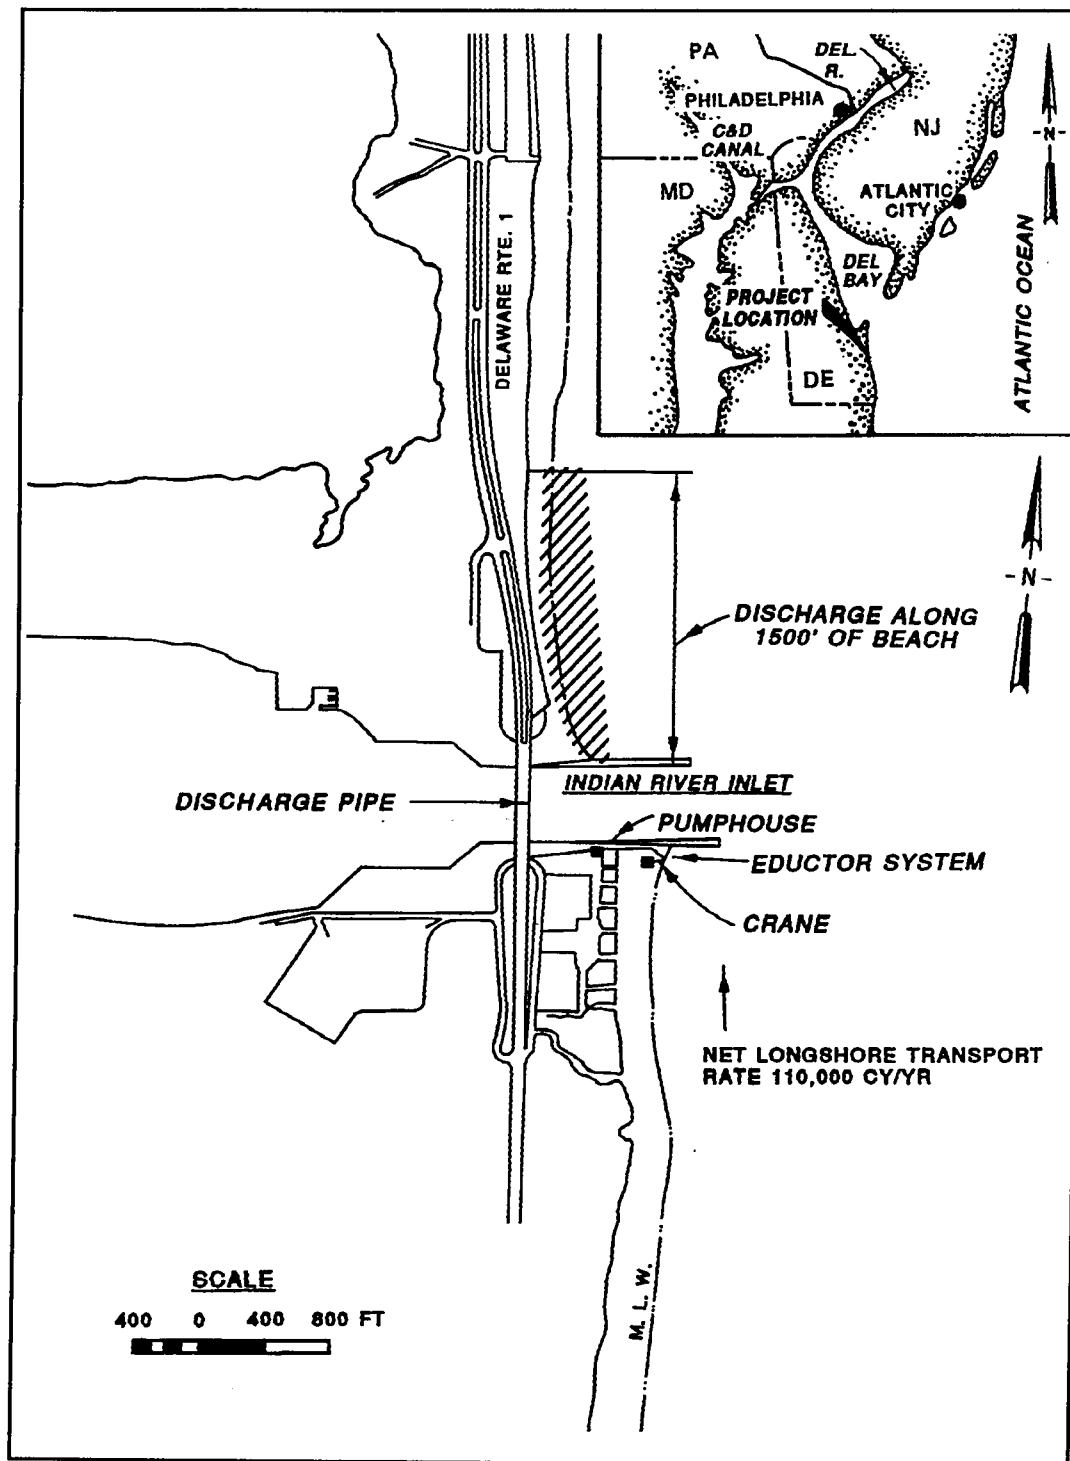 PA
DEL.
R.
PHILADELPHIA
NJ
C&D
CANAL
-N-
MD
ATLANTIC
CITY
DEL
BAY
PROJECT
LOCATION
ATLANTIC OCEAN
DE
DELAWARE RTE. 1
-N-
DISCHARGE ALONG
1500' OF BEACH
INDIAN RIVER INLET
DISCHARGE PIPE
PUMPHOUSE
EDUCTOR SYSTEM
CRANE
NET LONGSHORE TRANSPORT
RATE 110,000 CY/YR
SCALE
400 0 400 800 FT
M. L. W.